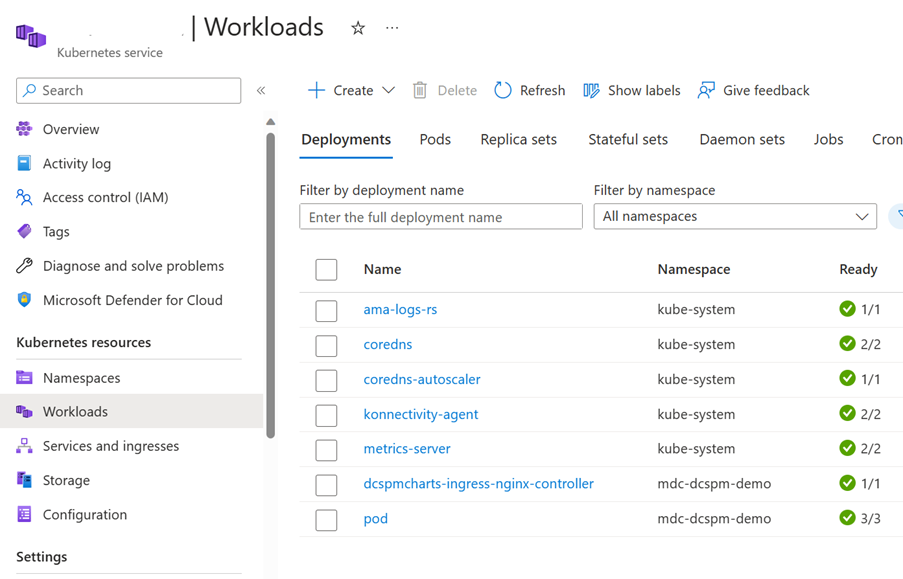 | Workloads
Kubernetes service
Search
Overview
Activity log
Access control (IAM)
Tags
Diagnose and solve problems
Microsoft Defender for Cloud
Kubernetes resources
Namespaces
Workloads
Services and ingresses
Storage
Configuration
Settings
Create Delete Refresh Show labels Give feedback
Deployments Pods Replica sets Stateful sets Daemon sets Jobs Cron
Filter by deployment name Filter by namespace
Enter the full deployment name All namespaces
Name Namespace Ready
ama-logs-rs kube-system 1/1
coredns kube-system 2/2
coredns-autoscaler kube-system 1/1
konnectivity-agent kube-system 2/2
metrics-server kube-system 2/2
dcspmcharts-ingress-nginx-controller mdc-dcspm-demo 1/1
pod mdc-dcspm-demo 3/3